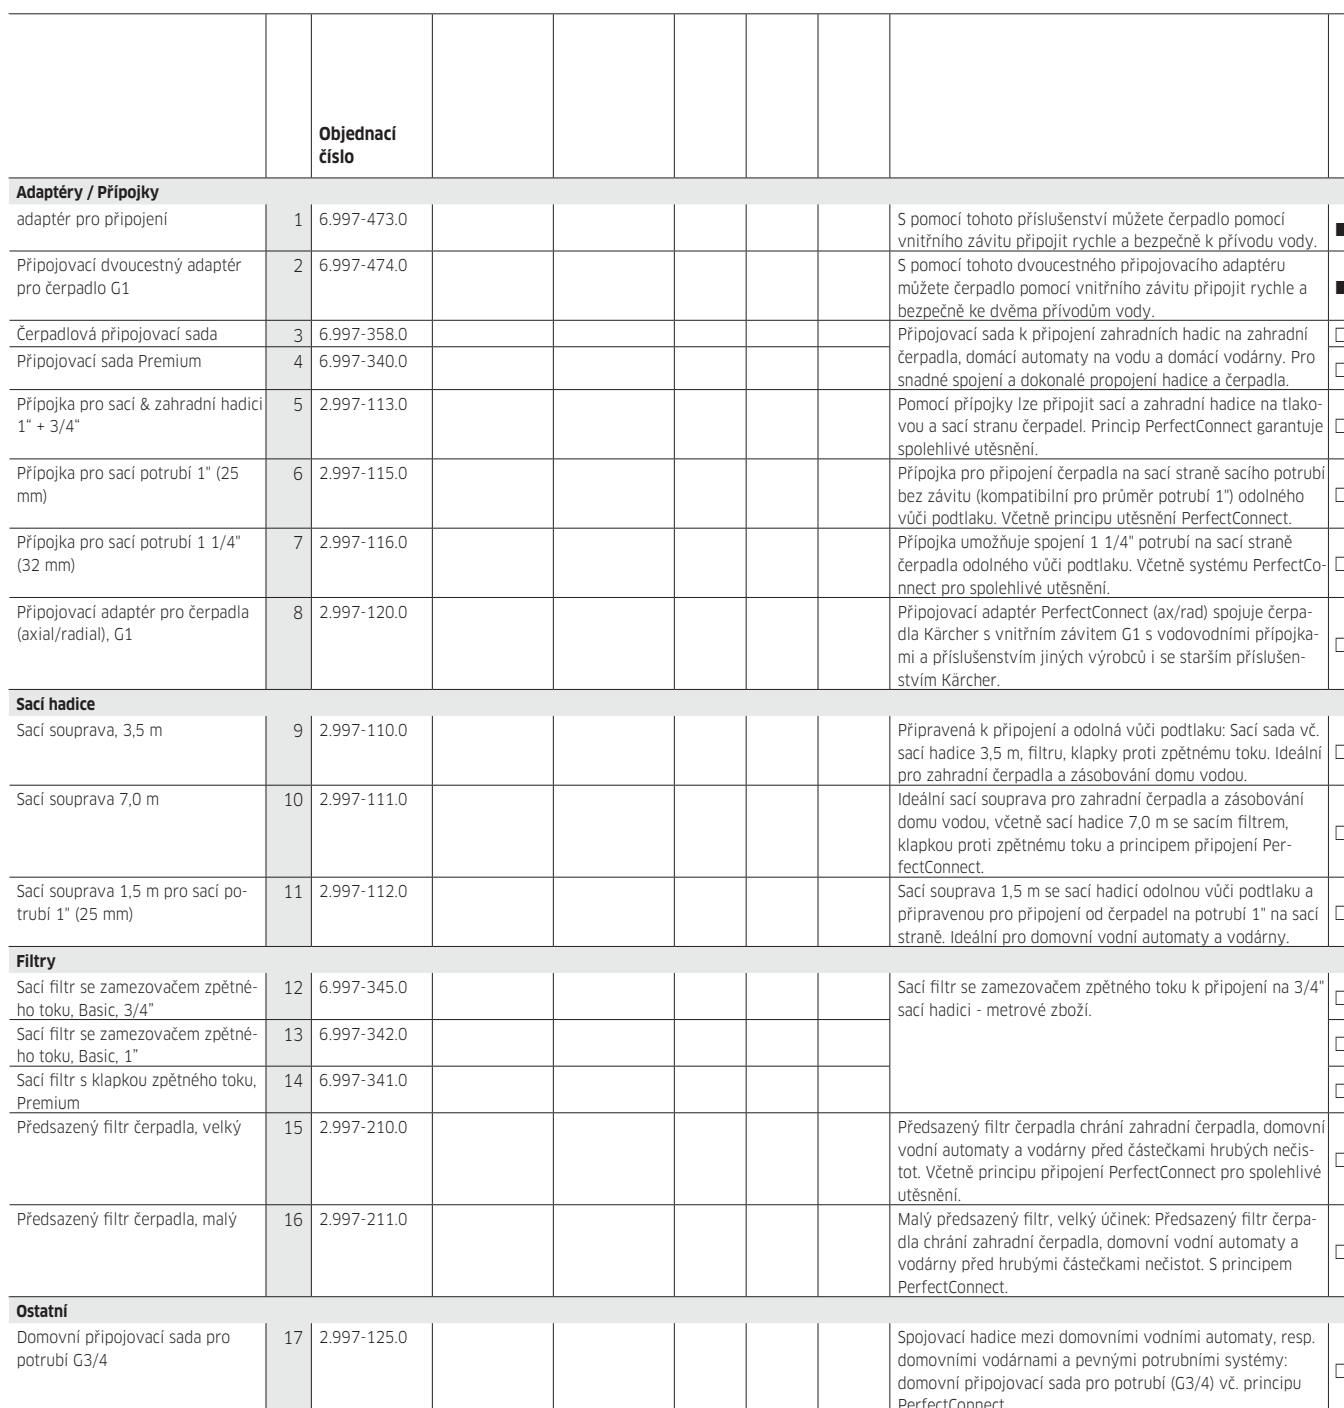 Objednací
číslo
Adaptéry / Přípojky
adaptér pro připojení 1 6.997-473.0 S pomocí tohoto příslušenství můžete čerpadlo pomocí
vnitřního závitu připojit rychle a bezpečně k přívodu vody.
Připojovací dvoucestný adaptér 2 6.997-474.0 S pomocí tohoto dvoucestného připojovacího adaptéru
pro čerpadlo G1 můžete čerpadlo pomocí vnitřního závitu připojit rychle a
bezpečně ke dvěma přívodům vody.
Čerpadlová připojovací sada 3 6.997-358.0 Připojovací sada k připojení zahradních hadic na zahradní
Připojovací sada Premium 4 6.997-340.0 čerpadla, domácí automaty na vodu a domácí vodárny. Pro
snadné spojení a dokonalé propojení hadice a čerpadla.
Přípojka pro sací & zahradní hadici 5 2.997-113.0 Pomocí přípojky lze připojit sací a zahradní hadice na tlako-
1“ + 3/4“ vou a sací stranu čerpadel. Princip PerfectConnect garantuje
spolehlivé utěsnění.
Přípojka pro sací potrubí 1" (25 6 2.997-115.0 Přípojka pro připojení čerpadla na sací straně sacího potrubí
mm) bez závitu (kompatibilní pro průměr potrubí 1") odolného
vůči podtlaku. Včetně principu utěsnění PerfectConnect.
Přípojka pro sací potrubí 1 1/4" 7 2.997-116.0 Přípojka umožňuje spojení 1 1/4" potrubí na sací straně
(32 mm) čerpadla odolného vůči podtlaku. Včetně systému PerfectCo-
nnect pro spolehlivé utěsnění.
Připojovací adaptér pro čerpadla 8 2.997-120.0 Připojovací adaptér PerfectConnect (ax/rad) spojuje čerpa-
(axial/radial), G1 dla Kärcher s vnitřním závitem G1 s vodovodními přípojka-
mi a příslušenstvím jiných výrobců i se starším příslušen-
stvím Kärcher.
Sací hadice
Sací souprava, 3,5 m 9 2.997-110.0 Připravená k připojení a odolná vůči podtlaku: Sací sada vč.
sací hadice 3,5 m, filtru, klapky proti zpětnému toku. Ideální
pro zahradní čerpadla a zásobování domu vodou.
Sací souprava 7,0 m 10 2.997-111.0 Ideální sací souprava pro zahradní čerpadla a zásobování
domu vodou, včetně sací hadice 7,0 m se sacím filtrem,
klapkou proti zpětnému toku a principem připojení Per-
fectConnect.
Sací souprava 1,5 m pro sací po- 11 2.997-112.0 Sací souprava 1,5 m se sací hadicí odolnou vůči podtlaku a
trubí 1" (25 mm) připravenou pro připojení od čerpadel na potrubí 1" na sací
straně. Ideální pro domovní vodní automaty a vodárny.
Filtry
Sací filtr se zamezovačem zpětné- 12 6.997-345.0 Sací filtr se zamezovačem zpětného toku k připojení na 3/4"
ho toku, Basic, 3/4” sací hadici - metrové zboží.
Sací filtr se zamezovačem zpětné- 13 6.997-342.0
ho toku, Basic, 1”
Sací filtr s klapkou zpětného toku, 14 6.997-341.0
Premium
Předsazený filtr čerpadla, velký 15 2.997-210.0 Předsazený filtr čerpadla chrání zahradní čerpadla, domovní
vodní automaty a vodárny před částečkami hrubých nečis-
tot. Včetně principu připojení PerfectConnect pro spolehlivé
utěsnění.
Předsazený filtr čerpadla, malý 16 2.997-211.0 Malý předsazený filtr, velký účinek: Předsazený filtr čerpa-
dla chrání zahradní čerpadla, domovní vodní automaty a
vodárny před hrubými částečkami nečistot. S principem
PerfectConnect.
Ostatní
Domovní připojovací sada pro 17 2.997-125.0 Spojovací hadice mezi domovními vodními automaty, resp.
potrubí G3/4 domovními vodárnami a pevnými potrubními systémy:
domovní připojovací sada pro potrubí (G3/4) vč. principu
PerfectConnect